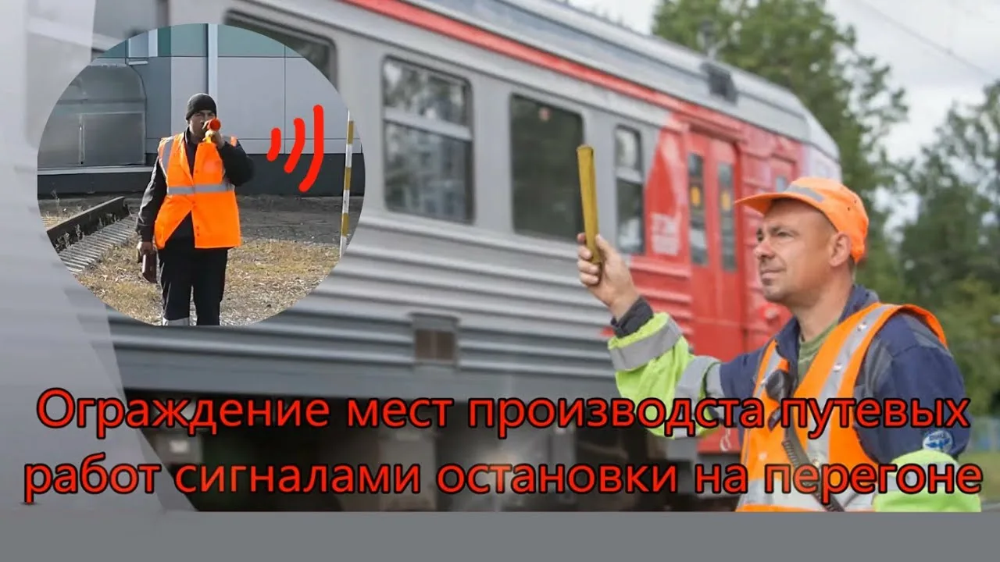 Ограждение мест производста путевых
работ сигналами остановки на перегоне